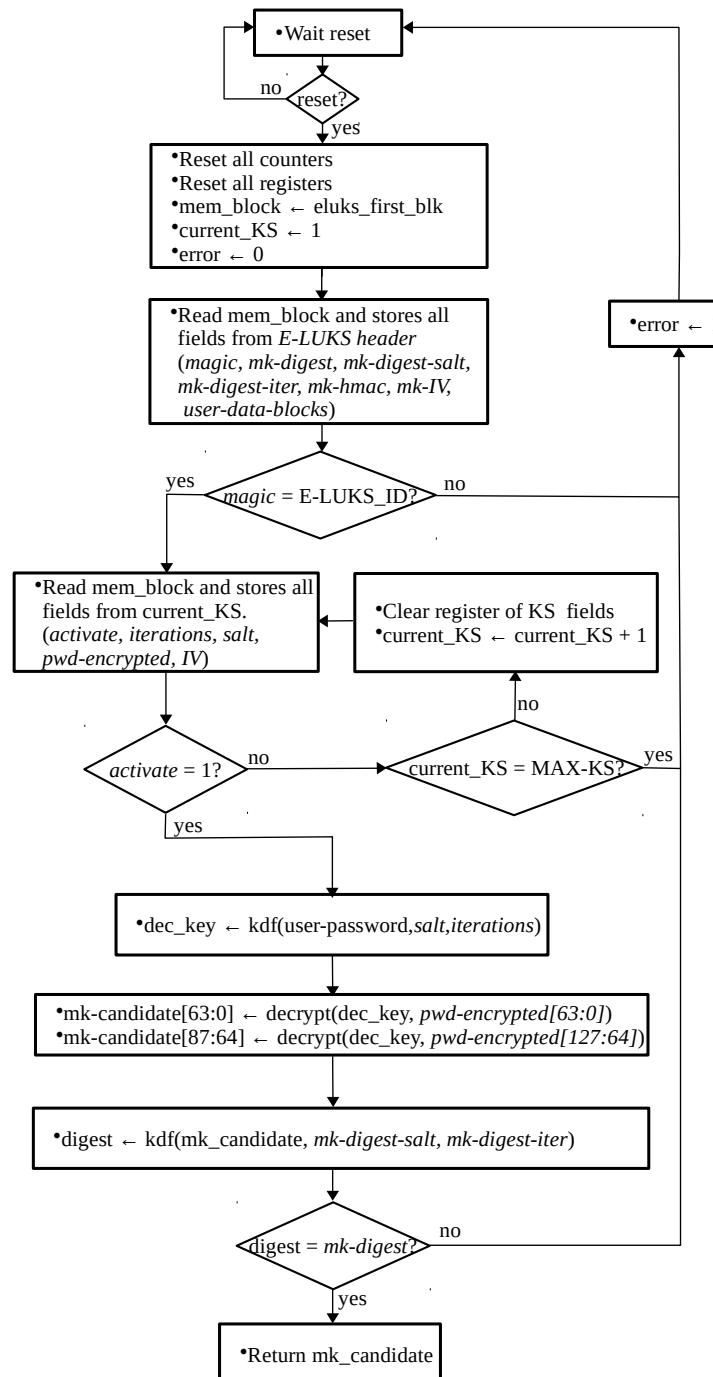 •Wait reset
no
reset?
yes
•Reset all counters
•Reset all registers
•mem_block ← eluks_first_blk
•current_KS ← 1
•error ← 0
•Read mem_block and stores all
fields from E-LUKS header
(magic, mk-digest, mk-digest-salt,
mk-digest-iter, mk-hmac, mk-IV,
user-data-blocks)
•error ←
yes
magic = E-LUKS_ID?
no
•Read mem_block and stores all
fields from current_KS.
(activate, iterations, salt,
pwd-encrypted, IV)
•Clear register of KS fields
•current_KS ← current_KS + 1
no
activate = 1?
no
current_KS = MAX-KS?
yes
yes
•dec_key ← kdf(user-password,salt,iterations)
•mk-candidate[63:0] ← decrypt(dec_key, pwd-encrypted[63:0])
•mk-candidate[87:64] ← decrypt(dec_key, pwd-encrypted[127:64])
•digest ← kdf(mk_candidate, mk-digest-salt, mk-digest-iter)
digest = mk-digest?
no
yes
•Return mk_candidate